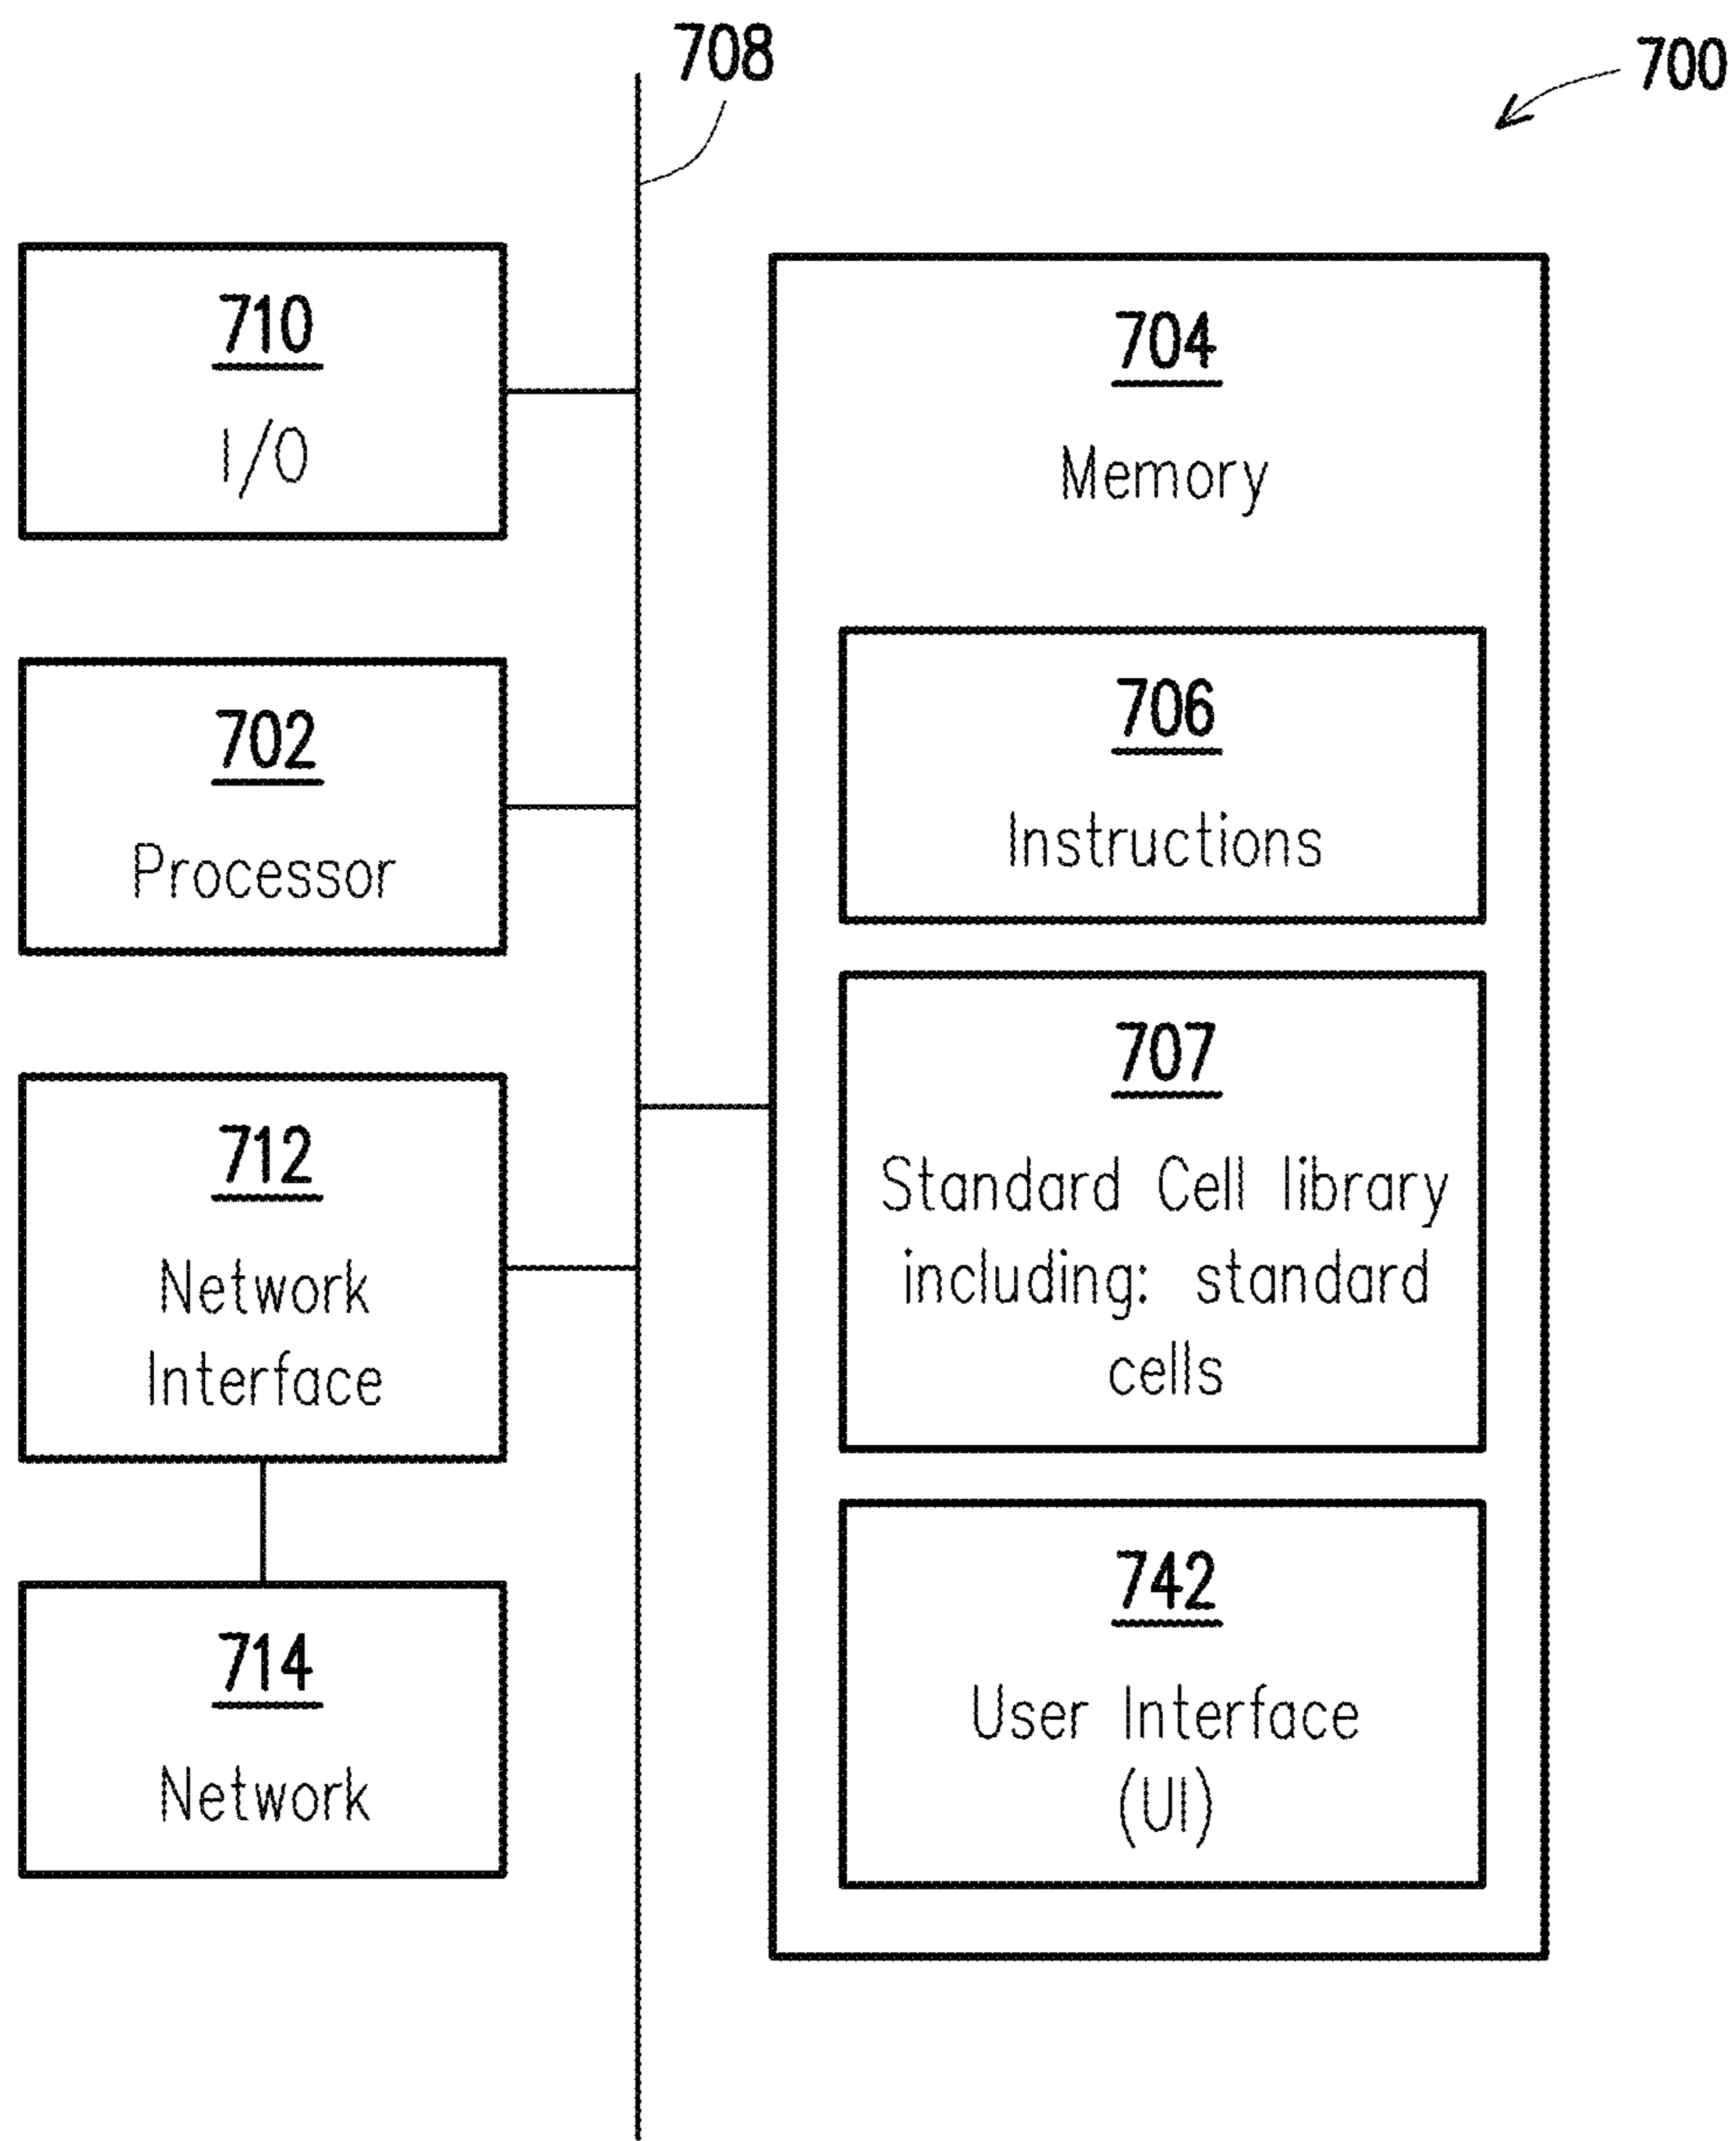 708
700
710
I/O
702
Processor
712
Network
Interface
714
Network
704
Memory
706
Instructions
707
Standard Cell library
including: standard
cells
742
User Interface
(UI)